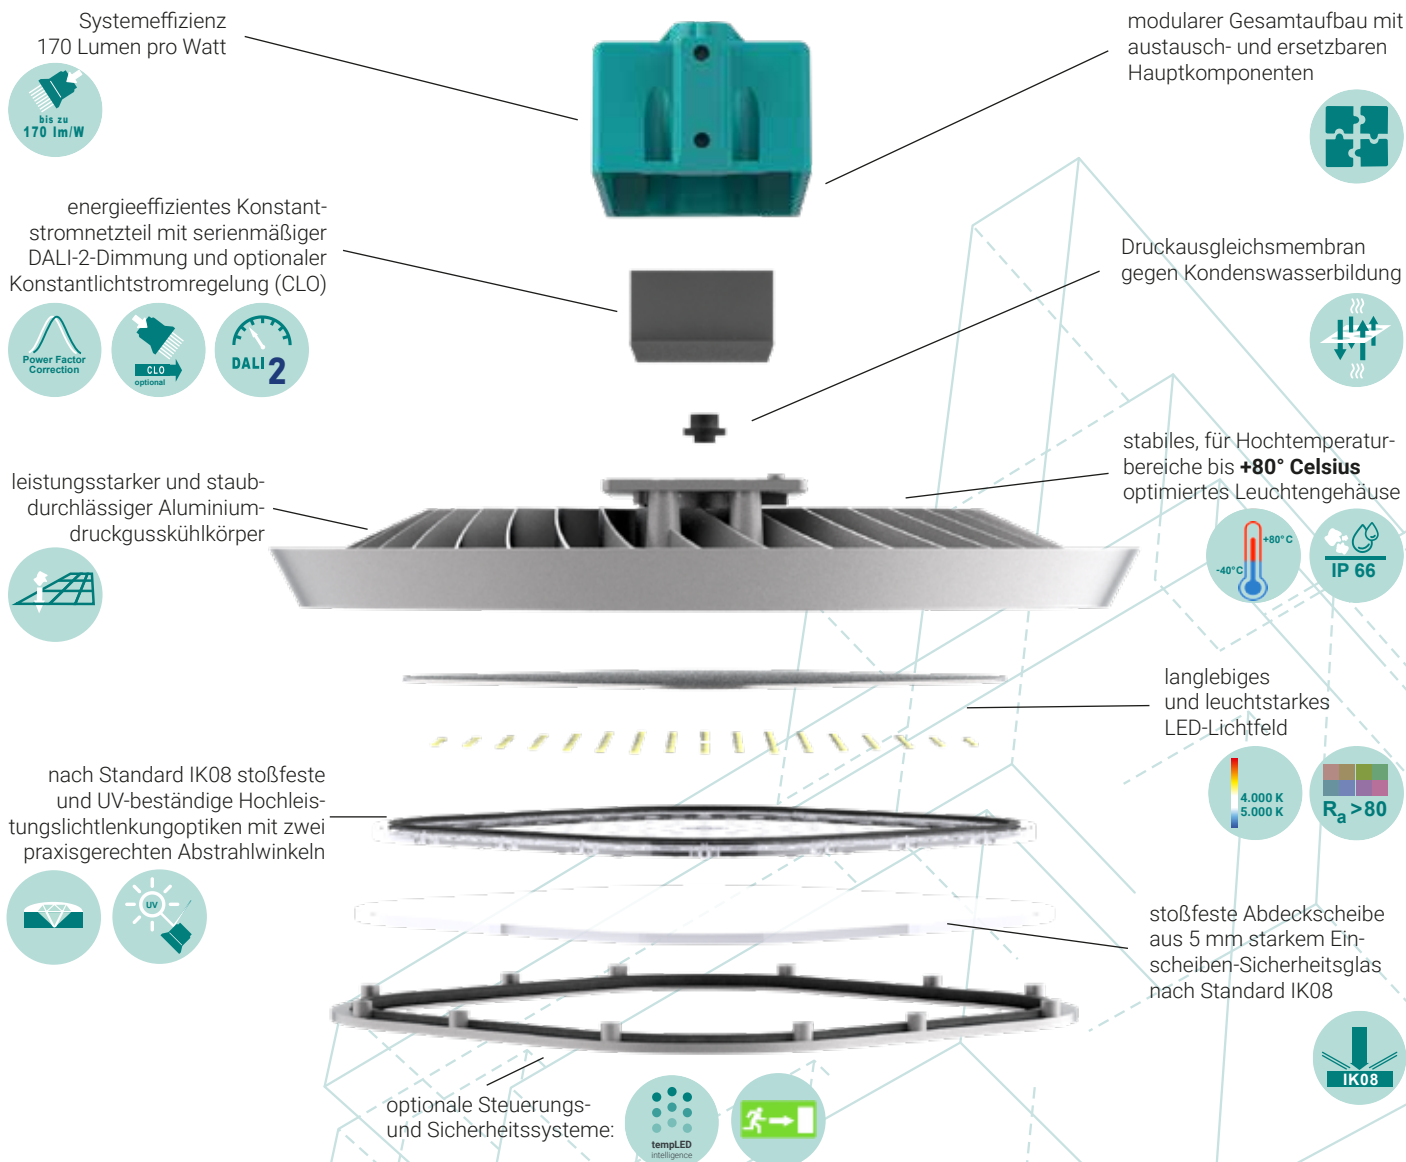 Systemeffizienz
170 Lumen pro Watt
bis zu
170 lm/W
energieeffizientes Konstant-
stromnetzteil mit serienmäßiger
DALI-2-Dimmung und optionaler
Konstantlichtstromregelung (CLO)
Power Factor
Correction
CLO
optional
DALI 2
leistungsstarker und staub-
durchlässiger Aluminium-
druckgusskühlkörper
nach Standard IK08 stoßfeste
und UV-beständige Hochleis-
tungslichtlenkungoptiken mit zwei
praxisgerechten Abstrahlwinkeln
UV
modularer Gesamtaufbau mit
austausch- und ersetzbaren
Hauptkomponenten
Druckausgleichsmembran
gegen Kondenswasserbildung
stabiles, für Hochtemperatur-
bereiche bis +80° Celsius
optimiertes Leuchtengehäuse
+80°C
-40°C
IP 66
langlebiges
und leuchtstarkes
LED-Lichtfeld
4.000 K
5.000 K
Ra >80
stoßfeste Abdeckscheibe
aus 5 mm starkem Ein-
scheiben-Sicherheitsglas
nach Standard IK08
IK08
optionale Steuerungs-
und Sicherheitssysteme:
tempLED
intelligence